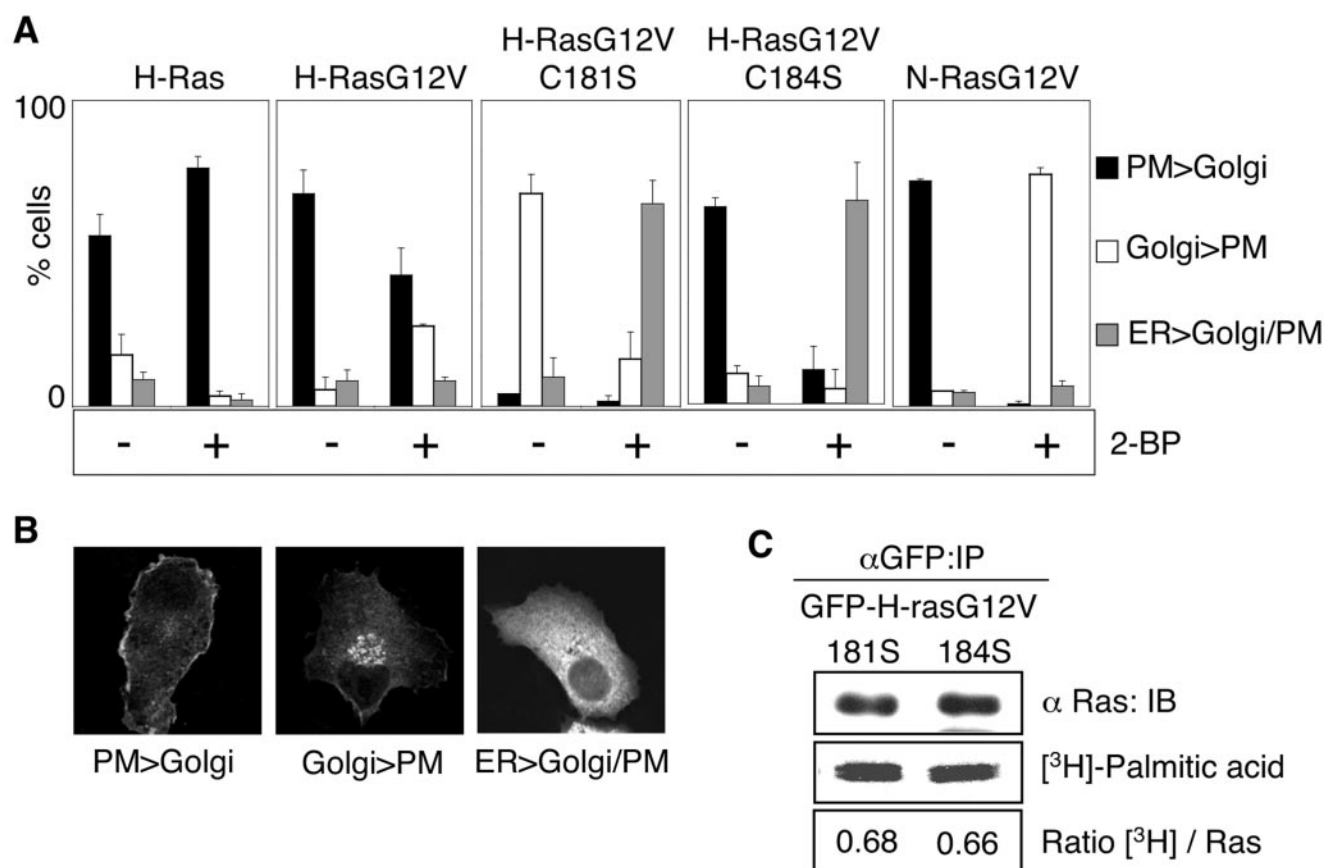 A
H-Ras
H-RasG12V
H-RasG12V
C181S
H-RasG12V
C184S
N-RasG12V
100
% cells
0
PM>Golgi
Golgi>PM
ER>Golgi/PM
- + - + - + - + - + 2-BP
B
PM>Golgi
Golgi>PM
ER>Golgi/PM
C
αGFP:IP
GFP-H-rasG12V
181S 184S
α Ras: IB
[³H]-Palmitic acid
0.68 0.66 Ratio [³H] / Ras